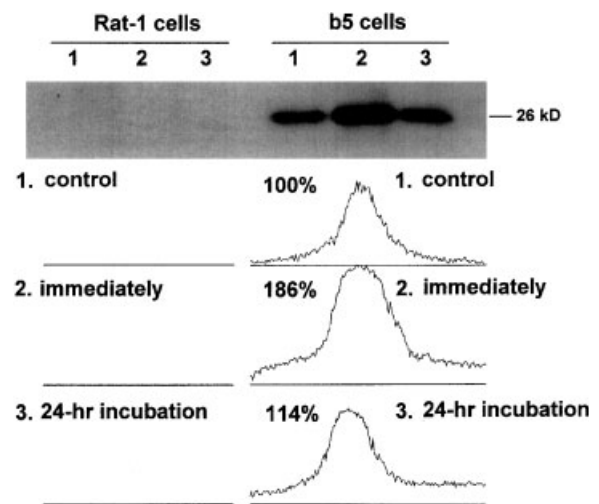 Rat-1 cells b5 cells
1 2 3 1 2 3
26 kD
1. control 100% 1. control
2. immediately 186% 2. immediately
3. 24-hr incubation 114% 3. 24-hr incubation